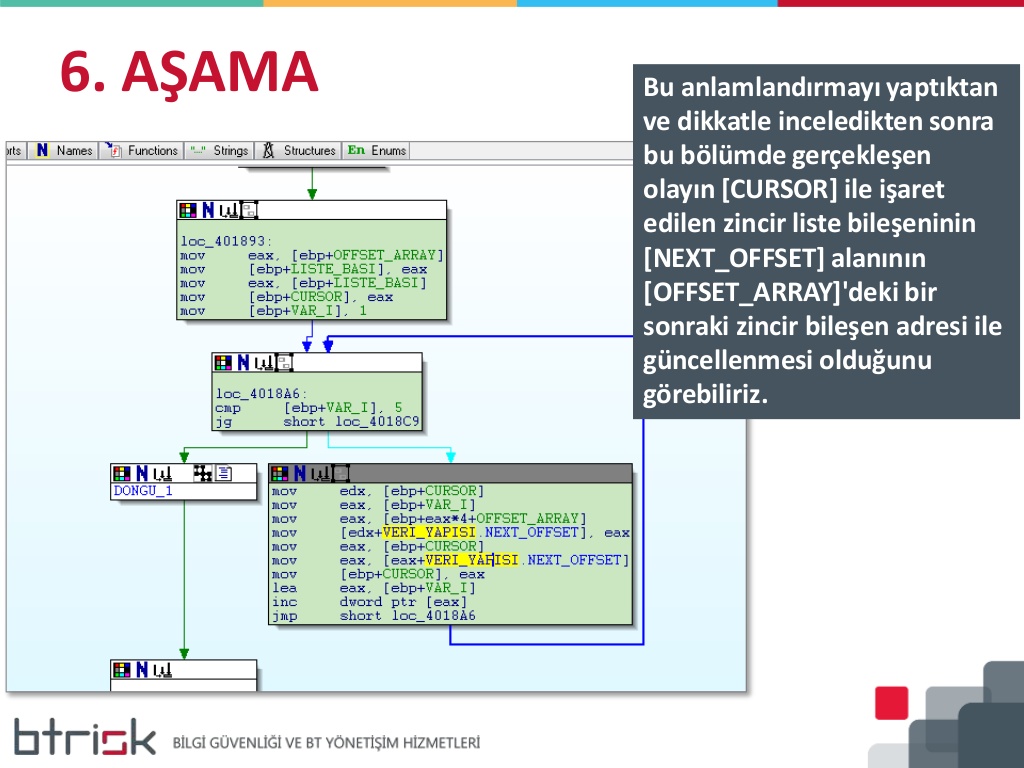 6. AŞAMA
Bu anlamlandırmayı yaptıktan
ve dikkatle inceledikten sonra
bu bölümde gerçekleşen
olayın [CURSOR] ile işaret
edilen zincir liste bileşeninin
[NEXT_OFFSET] alanının
[OFFSET_ARRAY]'deki bir
sonraki zincir bileşen adresi ile
güncellenmesi olduğunu
görebiliriz.
rts N Names f Functions "..." Strings Structures En Enums
loc_401893:
mov eax, [ebp+OFFSET_ARRAY]
mov [ebp+LISTE_BASI], eax
mov eax, [ebp+LISTE_BASI]
mov [ebp+CURSOR], eax
mov [ebp+VAR_I], 1
loc_4018A6:
cmp [ebp+VAR_I], 5
jg short loc_4018C9
DONGU_1
mov edx, [ebp+CURSOR]
mov eax, [ebp+VAR_I]
mov eax, [ebp+eax*4+OFFSET_ARRAY]
mov [edx+VERI_YAPISI.NEXT_OFFSET], eax
mov eax, [ebp+CURSOR]
mov eax, [eax+VERI_YAPISI.NEXT_OFFSET]
mov [ebp+CURSOR], eax
lea eax, [ebp+VAR_I]
inc dword ptr [eax]
jmp short loc_4018A6
btrisk BİLGİ GÜVENLİĞİ VE BT YÖNETİŞİM HİZMETLERİ